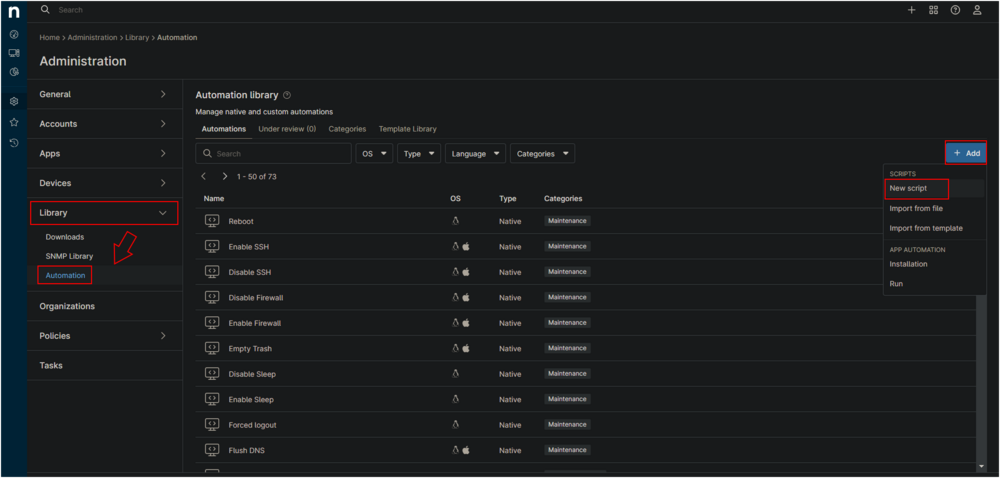 n
Search
Home > Administration > Library > Automation
Administration
General
Accounts
Apps
Devices
Library
Downloads
SNMP Library
Automation
Organizations
Policies
Tasks
Automation library
Manage native and custom automations
Automations Under review (0) Categories Template Library
Search OS Type Language Categories
+ Add
1 - 50 of 73
SCRIPTS
New script
Import from file
Import from template
APP AUTOMATION
Installation
Run
Name OS Type Categories
Reboot Native Maintenance
Enable SSH Native Maintenance
Disable SSH Native Maintenance
Disable Firewall Native Maintenance
Enable Firewall Native Maintenance
Empty Trash Native Maintenance
Disable Sleep Native Maintenance
Enable Sleep Native Maintenance
Forced logout Native Maintenance
Flush DNS Native Maintenance